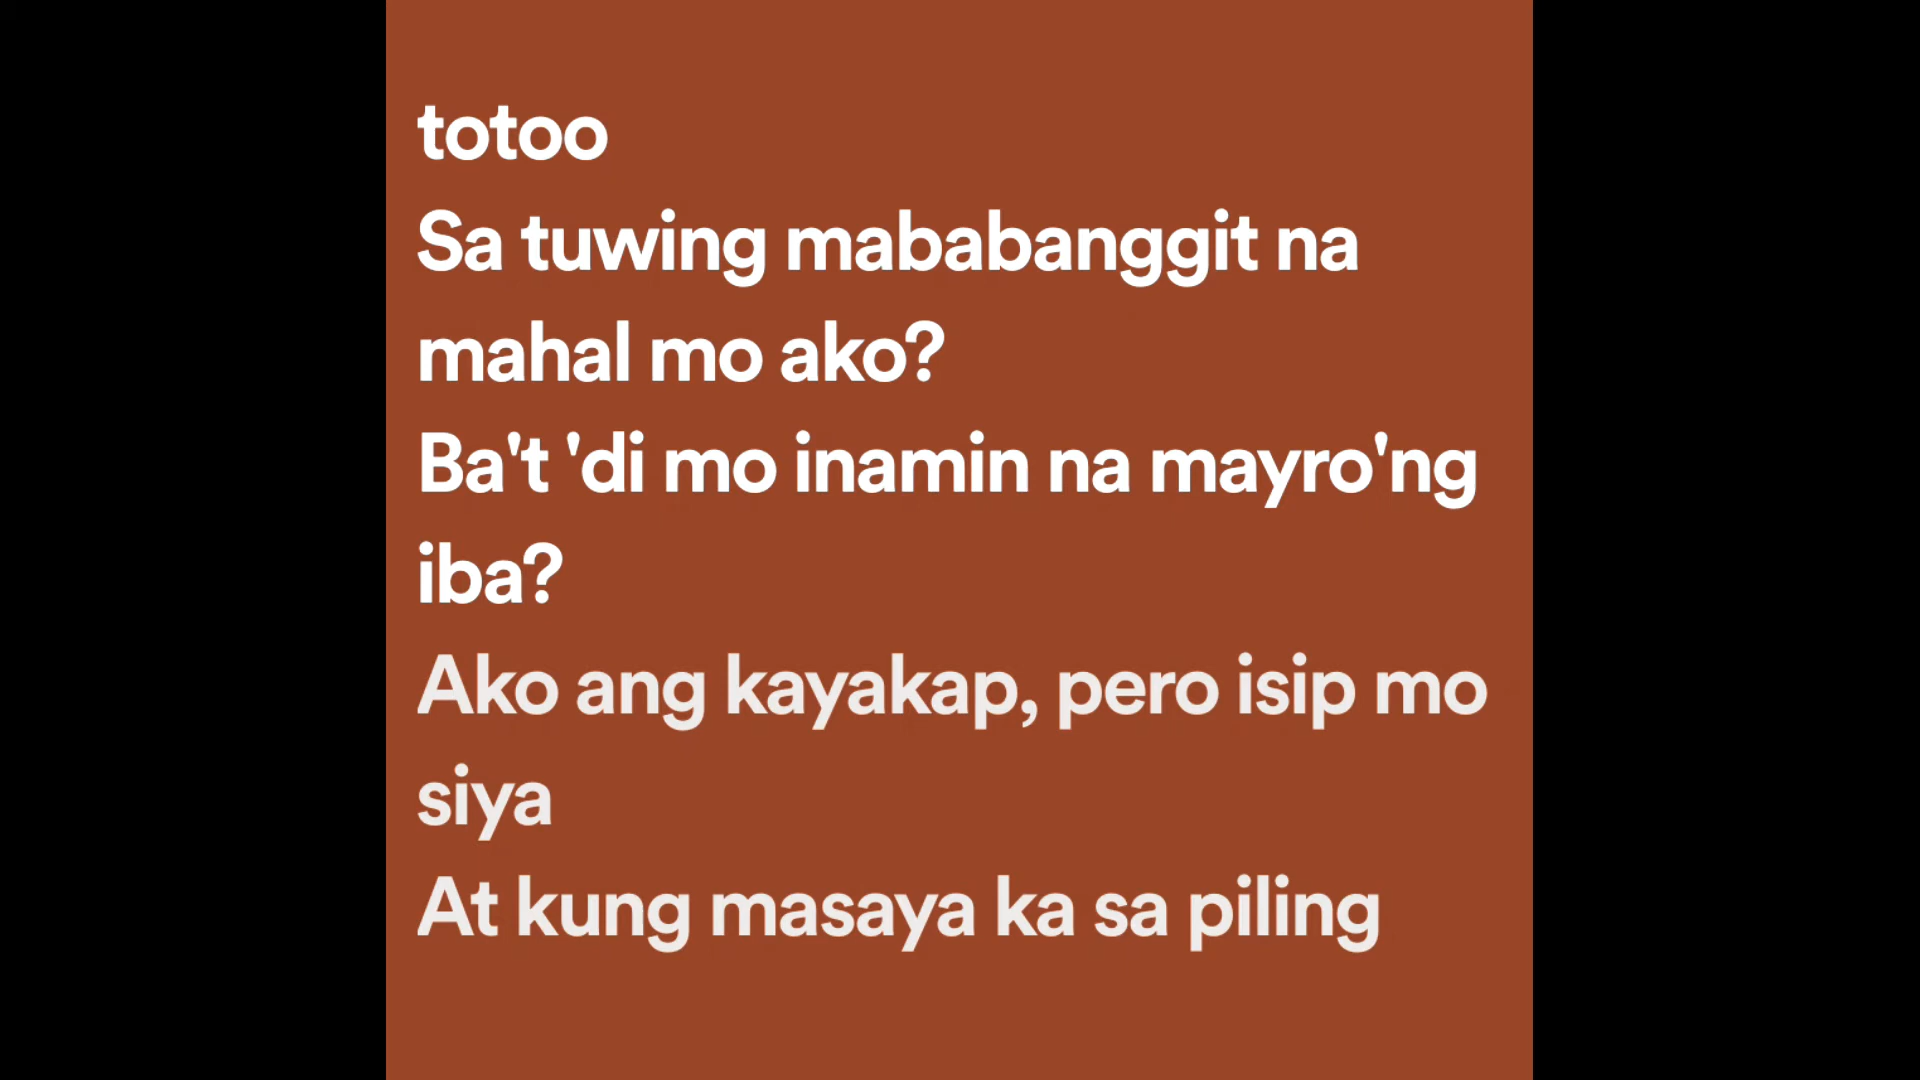 totoo
Sa tuwing mababanggit na
mahal mo ako?
Ba't 'di mo inamin na mayro'ng
iba?
Ako ang kayakap, pero isip mo
siya
At kung masaya ka sa piling